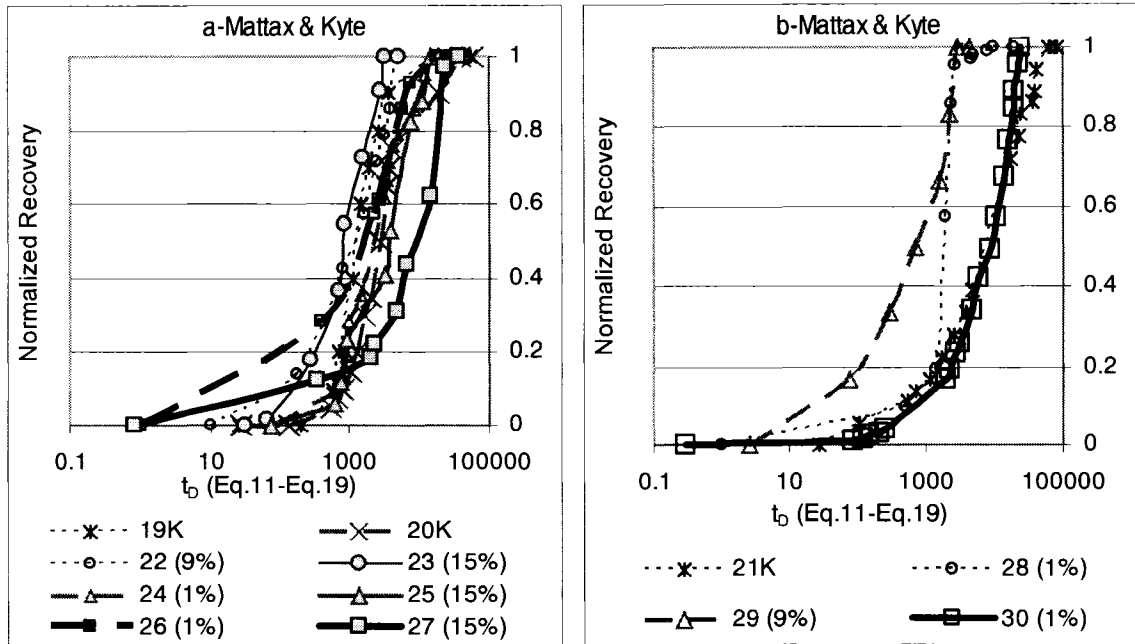 a-Mattax & Kyte
1
0.8
0.6
0.4
0.2
0
Normalized Recovery
0.1 10 1000 100000
t_D (Eq.11-Eq.19)
19K 20K
22 (9%) 23 (15%)
24 (1%) 25 (15%)
26 (1%) 27 (15%)
b-Mattax & Kyte
1
0.8
0.6
0.4
0.2
0
Normalized Recovery
0.1 10 1000 100000
t_D (Eq.11-Eq.19)
21K 28 (1%)
29 (9%) 30 (1%)